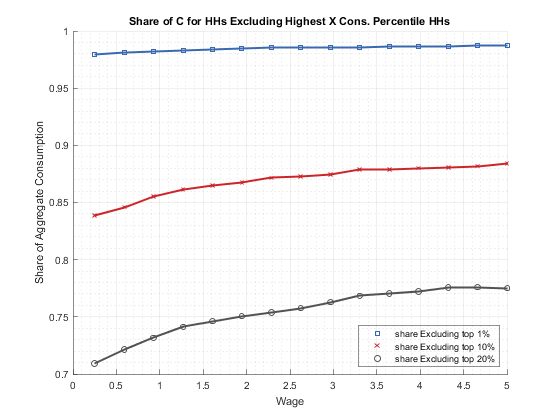 Share of C for HHs Excluding Highest X Cons. Percentile HHs
Share of Aggregate Consumption
1
0.95
0.9
0.85
0.8
0.75
0.7
0 0.5 1 1.5 2 2.5 3 3.5 4 4.5 5
Wage
share Excluding top 1%
share Excluding top 10%
share Excluding top 20%